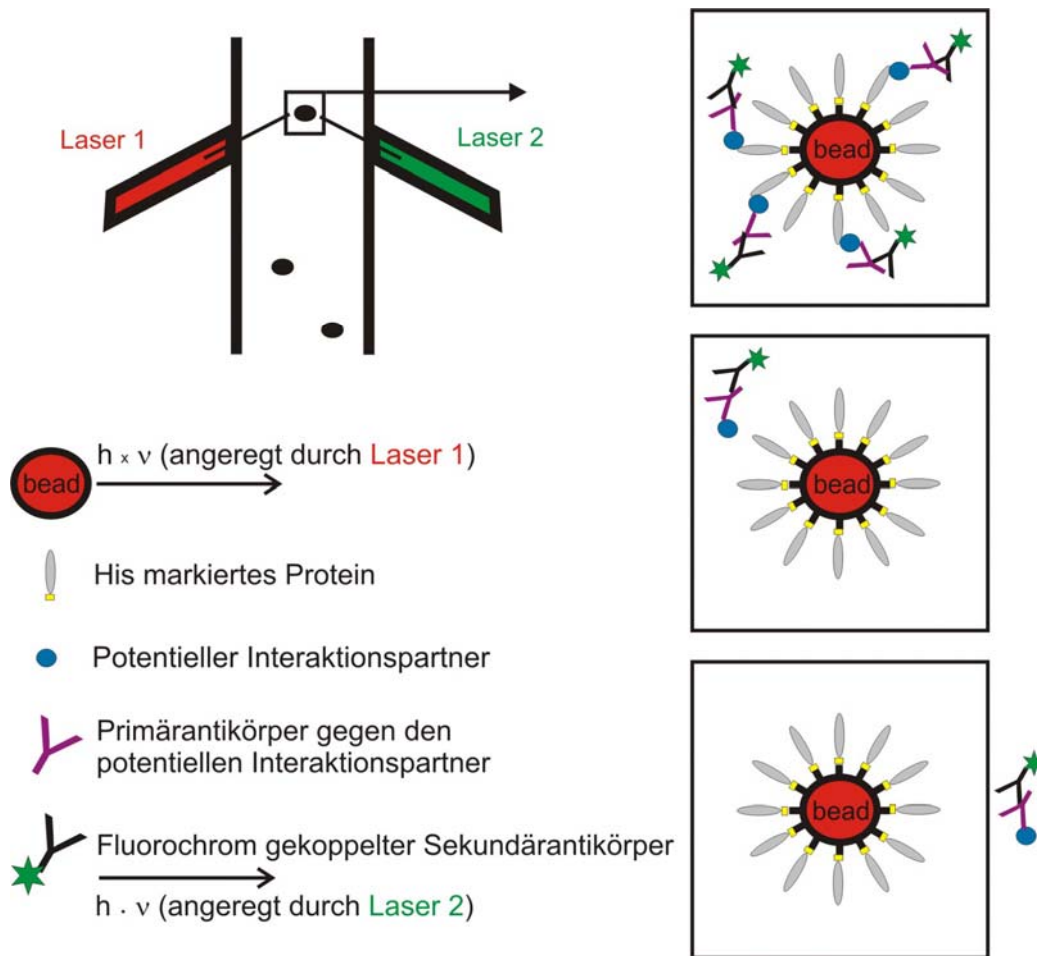 Laser 1
Laser 2
bead
bead
bead
bead
h x ν (angeregt durch Laser 1)
His markiertes Protein
Potentieller Interaktionspartner
Primärantikörper gegen den
potentiellen Interaktionspartner
Fluorochrom gekoppelter Sekundärantikörper
h · ν (angeregt durch Laser 2)